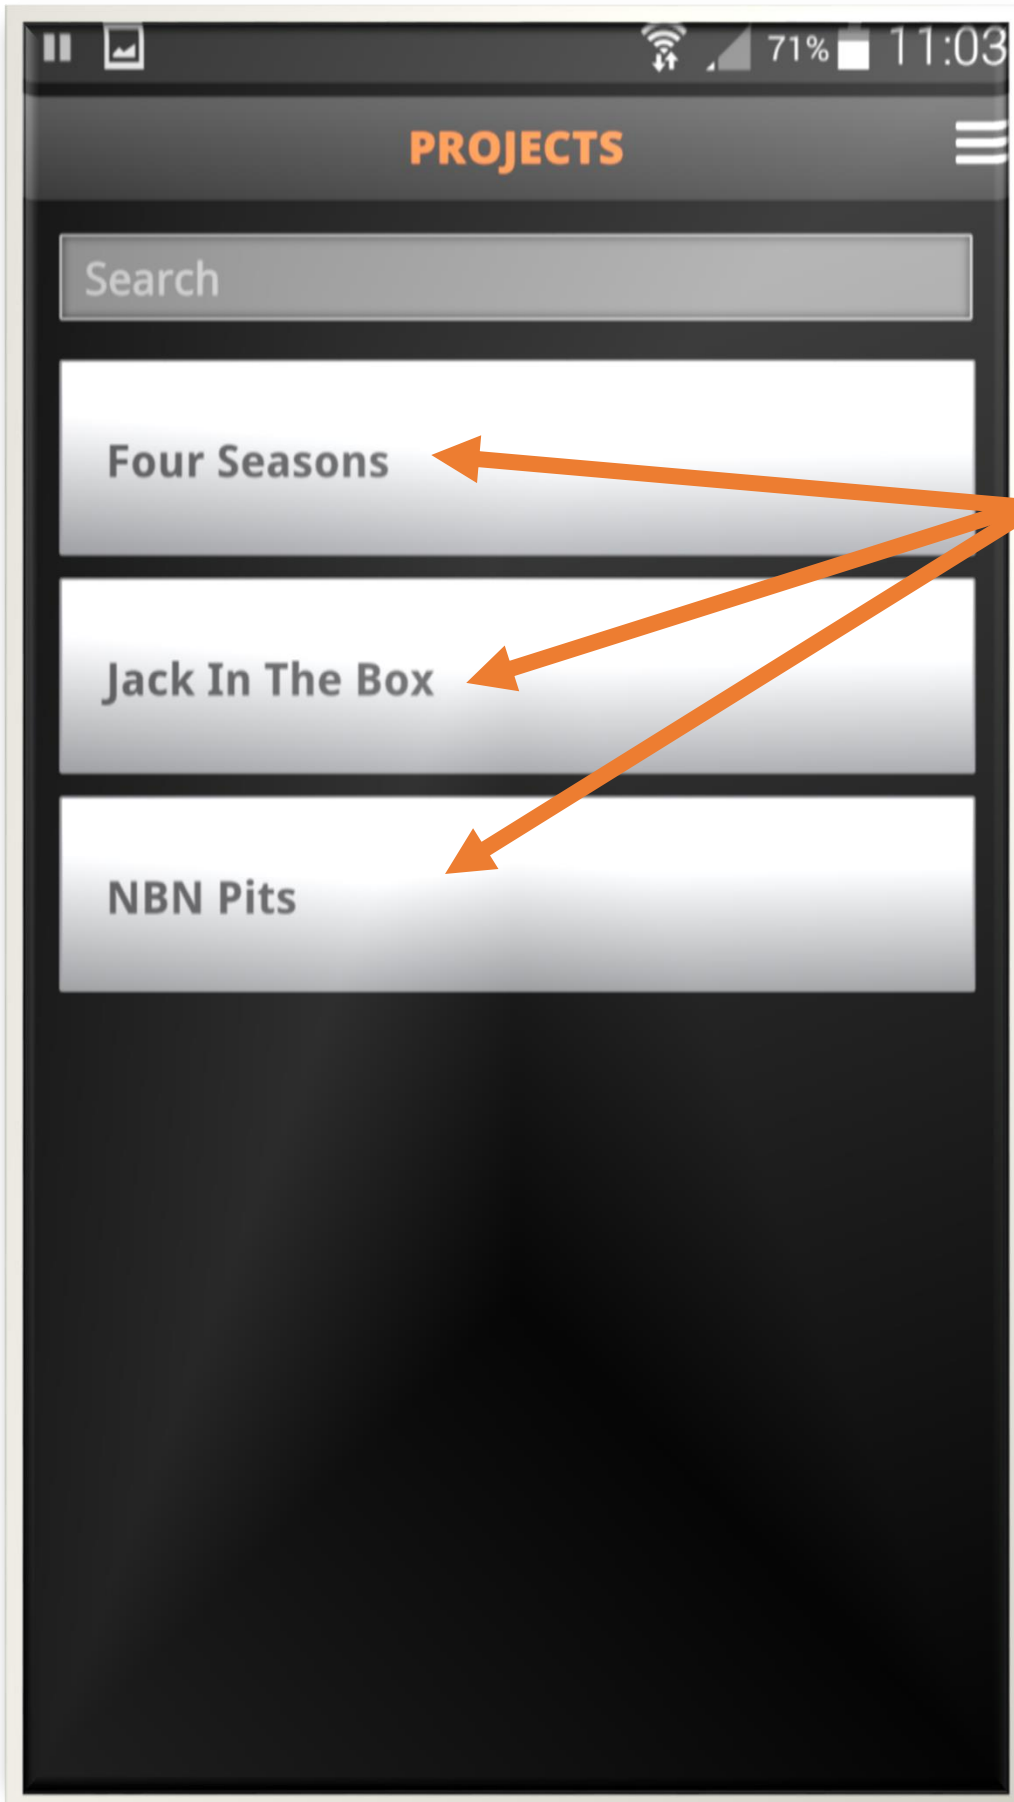 71% 11:03
PROJECTS
Search
Four Seasons
Jack In The Box
NBN Pits